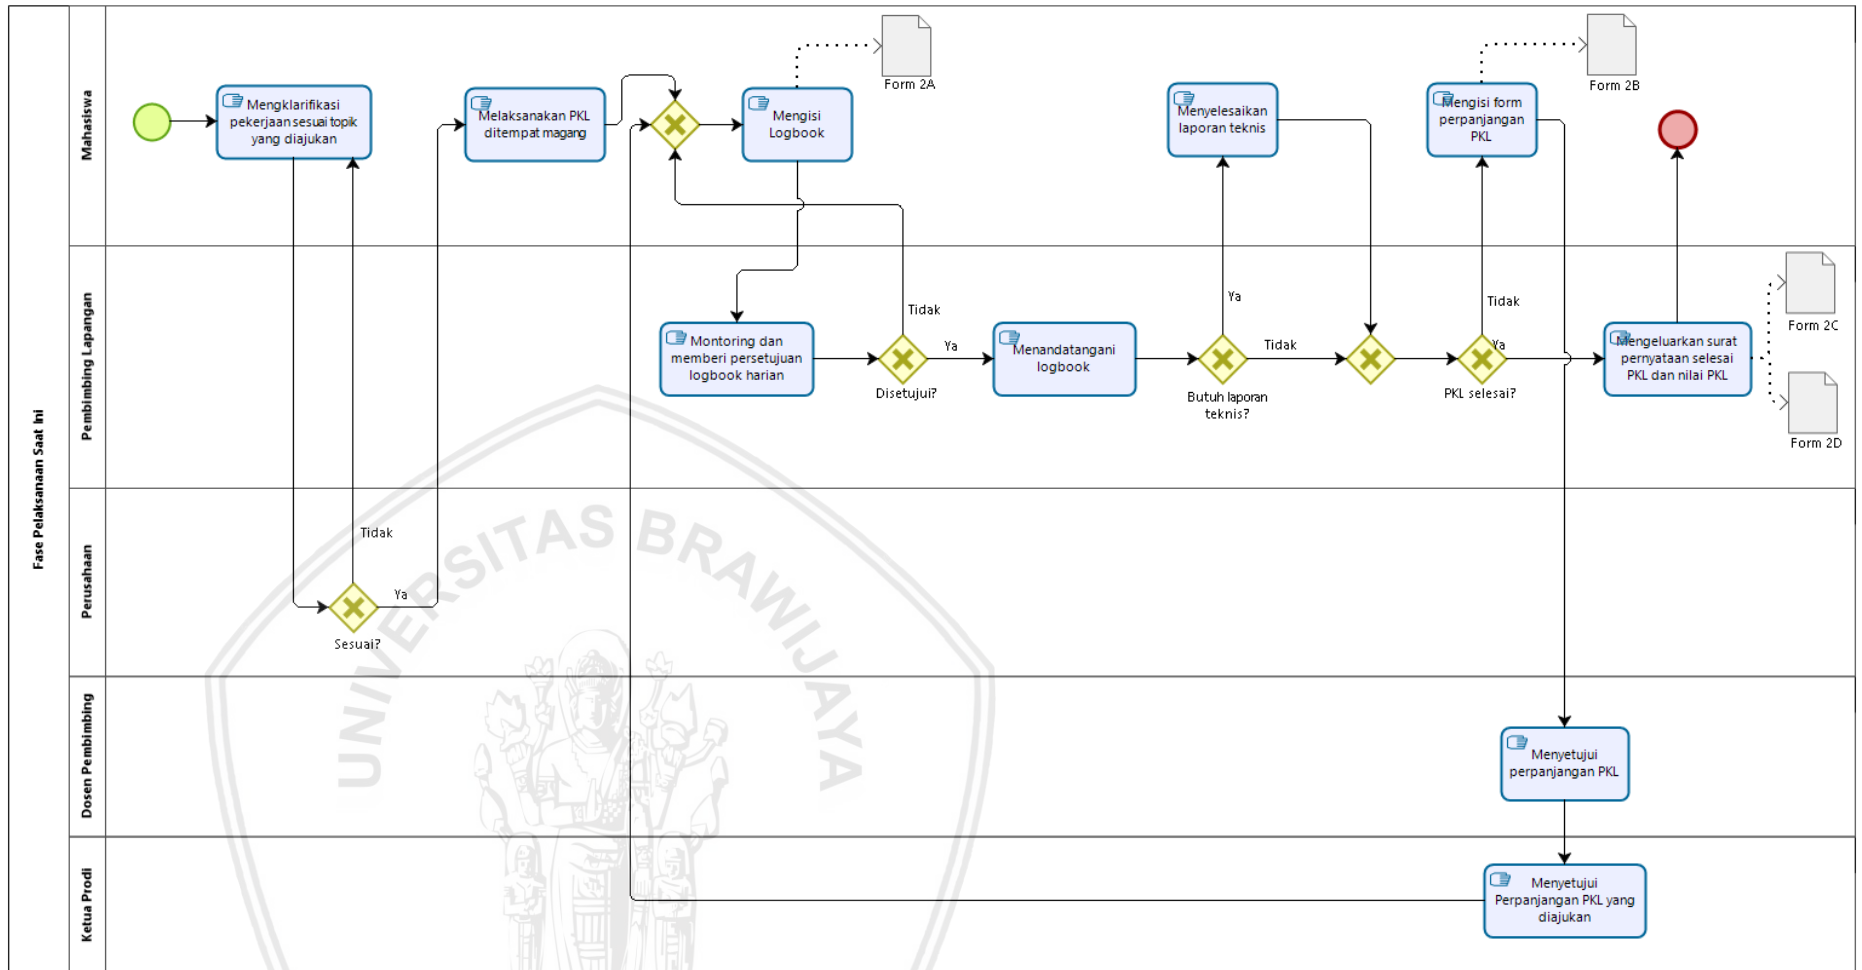 Fase Pelaksanaan Saat Ini
Mahasiswa
Mengklarifikasi
pekerjaan sesuai topik
yang diajukan
Melaksanakan PKL
ditempat magang
Mengisi
Logbook
Form 2A
Menyelesaikan
laporan teknis
Mengisi form
perpanjangan
PKL
Form 2B
Pembimbing Lapangan
Montoring dan
memberi persetujuan
logbook harian
Tidak
Ya
Disetujui?
Menandatangani
logbook
Ya
Tidak
Butuh laporan
teknis?
Tidak
Ya
PKL selesai?
Mengeluarkan surat
pernyataan selesai
PKL dan nilai PKL
Form 2C
Form 2D
Perusahaan
Tidak
Ya
Sesuai?
UNIVERSITAS BRAWIJAYA
Dosen Pembimbing
Menyetujui
perpanjangan PKL
Ketua Prodi
Menyetujui
Perpanjangan PKL yang
diajukan